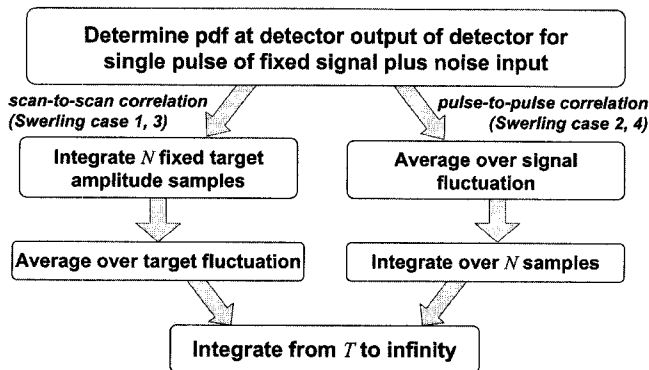 Determine pdf at detector output of detector for
single pulse of fixed signal plus noise input
scan-to-scan correlation
(Swerling case 1, 3)
pulse-to-pulse correlation
(Swerling case 2, 4)
Integrate N fixed target
amplitude samples
Average over signal
fluctuation
Average over target fluctuation
Integrate over N samples
Integrate from T to infinity